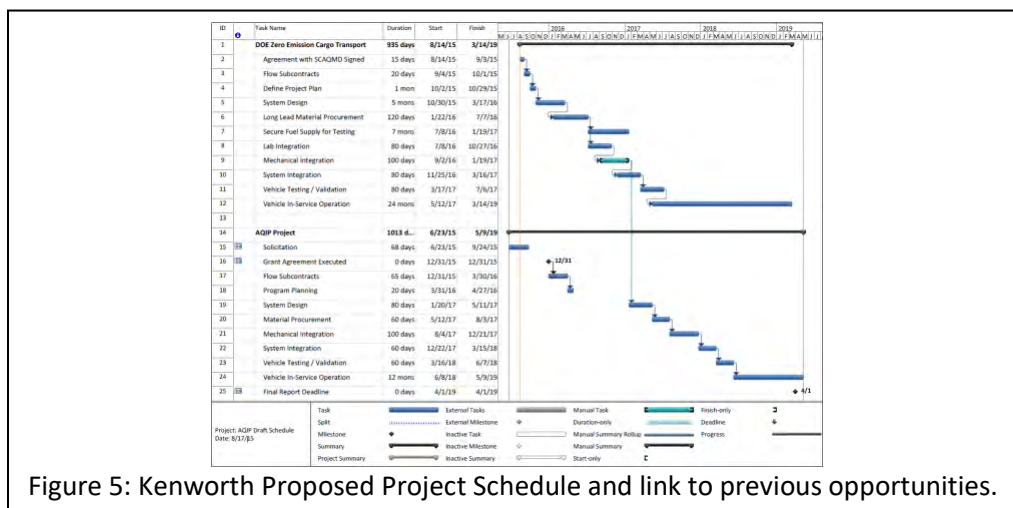 ID Task Name Duration Start Finish 2016 2017 2018 2019
M J J A S O N D J F M A M J J A S O N D J F M A M J J A S O N D J F M A M J J A S O N D J F M A M J J
1 DOE Zero Emission Cargo Transport 935 days 8/14/15 3/14/19
2 Agreement with SCAQMD Signed 15 days 8/14/15 9/3/15
3 Flow Subcontracts 20 days 9/4/15 10/1/15
4 Define Project Plan 1 mon 10/2/15 10/29/15
5 System Design 5 mons 10/30/15 3/17/16
6 Long Lead Material Procurement 120 days 1/22/16 7/7/16
7 Secure Fuel Supply for Testing 7 mons 7/8/16 1/19/17
8 Lab Integration 80 days 7/8/16 10/27/16
9 Mechanical Integration 100 days 9/2/16 1/19/17
10 System Integration 80 days 11/25/16 3/16/17
11 Vehicle Testing / Validation 80 days 3/17/17 7/6/17
12 Vehicle In-Service Operation 24 mons 5/12/17 3/14/19
13
14 AQIP Project 1013 d... 6/23/15 5/9/19
15 Solicitation 68 days 6/23/15 9/24/15
16 Grant Agreement Executed 0 days 12/31/15 12/31/15 12/31
17 Flow Subcontracts 65 days 12/31/15 3/30/16
18 Program Planning 20 days 3/31/16 4/27/16
19 System Design 80 days 1/20/17 5/11/17
20 Material Procurement 60 days 5/12/17 8/3/17
21 Mechanical Integration 100 days 8/4/17 12/21/17
22 System Integration 60 days 12/22/17 3/15/18
23 Vehicle Testing / Validation 60 days 3/16/18 6/7/18
24 Vehicle In-Service Operation 12 mons 6/8/18 5/9/19
25 Final Report Deadline 0 days 4/1/19 4/1/19 4/1
Project: AQIP Draft Schedule
Date: 8/17/15
Task External Tasks Manual Task Finish-only
Split External Milestone Duration-only Deadline
Milestone Inactive Task Manual Summary Rollup Progress
Summary Inactive Milestone Manual Summary
Project Summary Inactive Summary Start-only
Figure 5: Kenworth Proposed Project Schedule and link to previous opportunities.